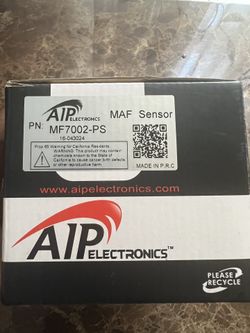 AIP
ELECTRONICS
MAF Sensor
PN: MF7002-PS
16-043024
Prop 65 Warning for California Residents
WARNING: This product may contain
chemicals known to the State of
California to cause cancer birth defects,
or other reproductive harm.
MADE IN P.R.C
www.aipelectronics.com
AIP ELECTRONICS™
PLEASE
RECYCLE